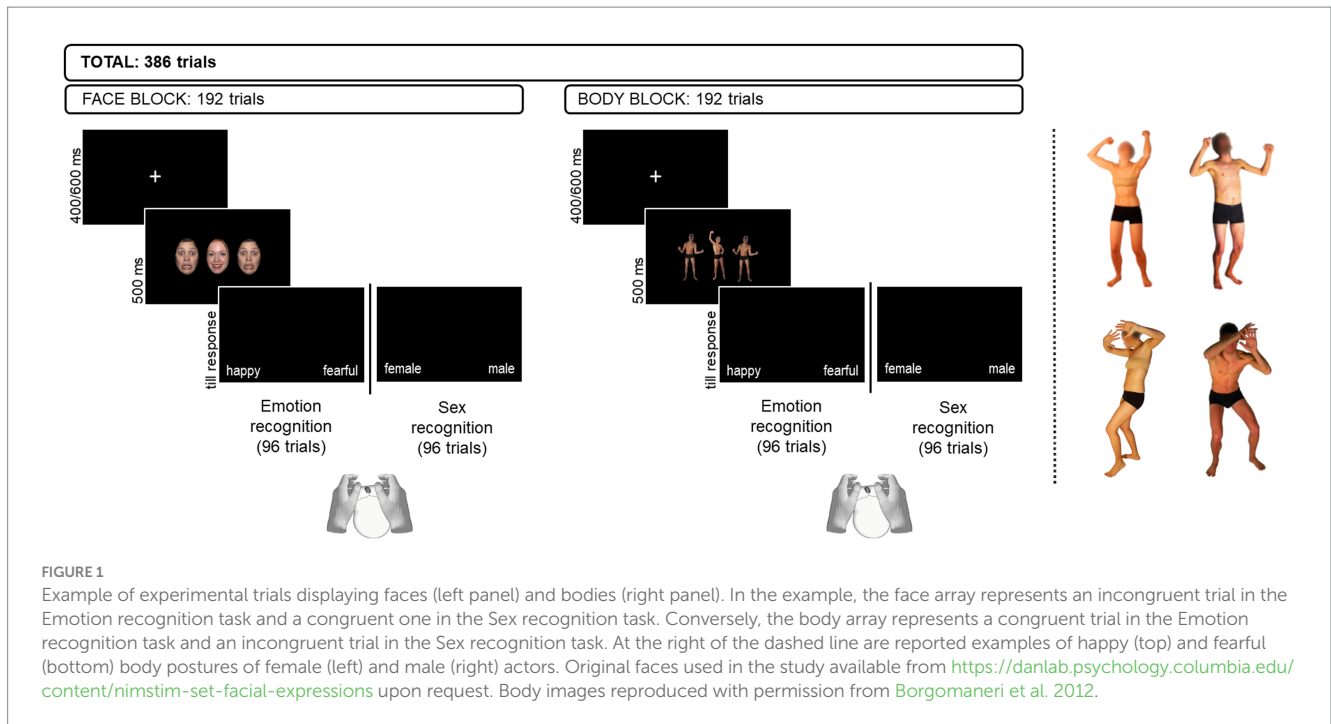 TOTAL: 386 trials
FACE BLOCK: 192 trials
BODY BLOCK: 192 trials
400/600 ms
+
500 ms
till response
happy fearful
female male
Emotion
recognition
(96 trials)
Sex
recognition
(96 trials)
400/600 ms
+
500 ms
till response
happy fearful
female male
Emotion
recognition
(96 trials)
Sex
recognition
(96 trials)
FIGURE 1
Example of experimental trials displaying faces (left panel) and bodies (right panel). In the example, the face array represents an incongruent trial in the
Emotion recognition task and a congruent one in the Sex recognition task. Conversely, the body array represents a congruent trial in the Emotion
recognition task and an incongruent trial in the Sex recognition task. At the right of the dashed line are reported examples of happy (top) and fearful
(bottom) body postures of female (left) and male (right) actors. Original faces used in the study available from https://danlab.psychology.columbia.edu/
content/nimstim-set-facial-expressions upon request. Body images reproduced with permission from Borgomaneri et al. 2012.